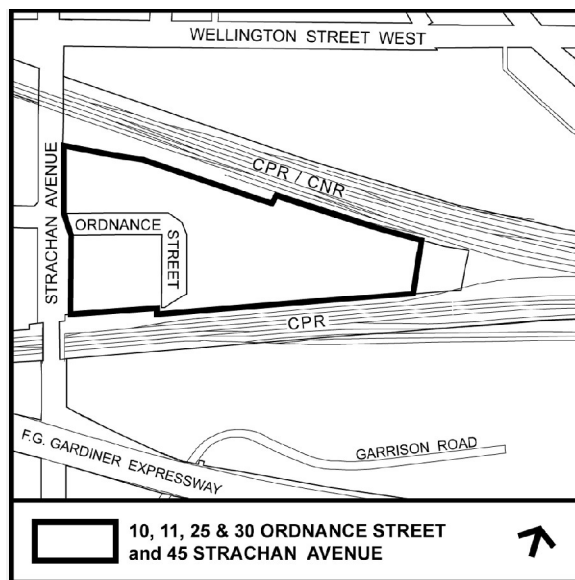 WELLINGTON STREET WEST
CPR / CNR
STRACHAN AVENUE
ORDNANCE
STREET
CPR
GARRISON ROAD
F.G. GARDINER EXPRESSWAY
10, 11, 25 & 30 ORDNANCE STREET
and 45 STRACHAN AVENUE